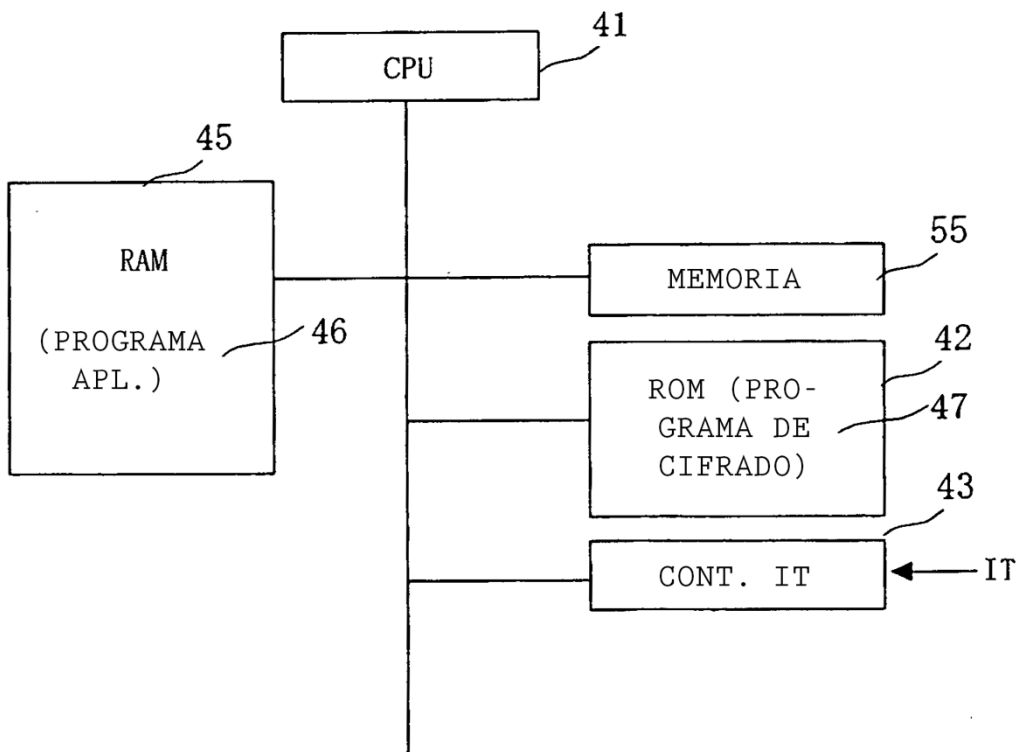 41
CPU
45
RAM
(PROGRAMA
APL.)
46
55
MEMORIA
42
ROM (PRO-
GRAMA DE
CIFRADO)
47
43
CONT. IT
IT